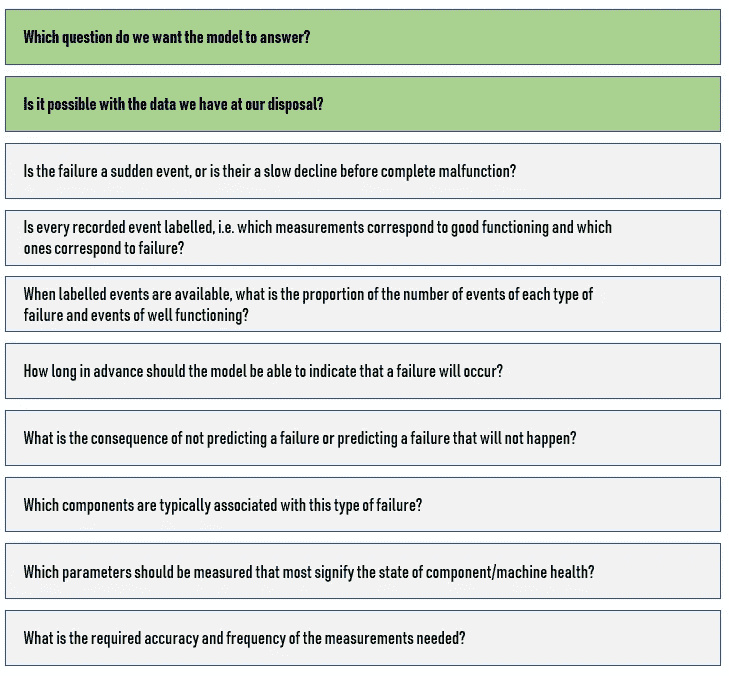 Which question do we want the model to answer?
Is it possible with the data we have at our disposal?
Is the failure a sudden event, or is their a slow decline before complete malfunction?
Is every recorded event labelled, i.e. which measurements correspond to good functioning and which
ones correspond to failure?
When labelled events are available, what is the proportion of the number of events of each type of
failure and events of well functioning?
How long in advance should the model be able to indicate that a failure will occur?
What is the consequence of not predicting a failure or predicting a failure that will not happen?
Which components are typically associated with this type of failure?
Which parameters should be measured that most signify the state of component/machine health?
What is the required accuracy and frequency of the measurements needed?